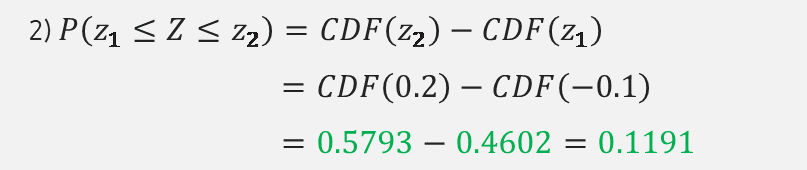 2) P(z₁ ≤ Z ≤ z₂) = CDF(z₂) − CDF(z₁)
= CDF(0.2) − CDF(−0.1)
= 0.5793 − 0.4602 = 0.1191